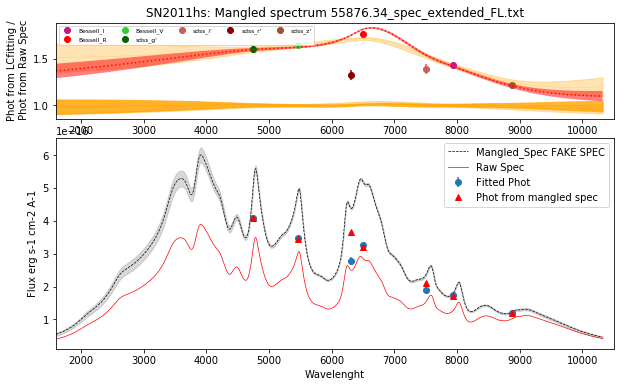 SN2011hs: Mangled spectrum 55876.34_spec_extended_FL.txt
Phot from LCfitting /
Phot from Raw Spec
Bessell_I
Bessell_R
Bessell_V
sdss_g'
sdss_i'
sdss_r'
sdss_z'
1.5
1.0
2000 3000 4000 5000 6000 7000 8000 9000 10000
1e−16
Flux erg s-1 cm-2 A-1
6
5
4
3
2
1
Mangled_Spec FAKE SPEC
Raw Spec
Fitted Phot
Phot from mangled spec
2000 3000 4000 5000 6000 7000 8000 9000 10000
Wavelenght